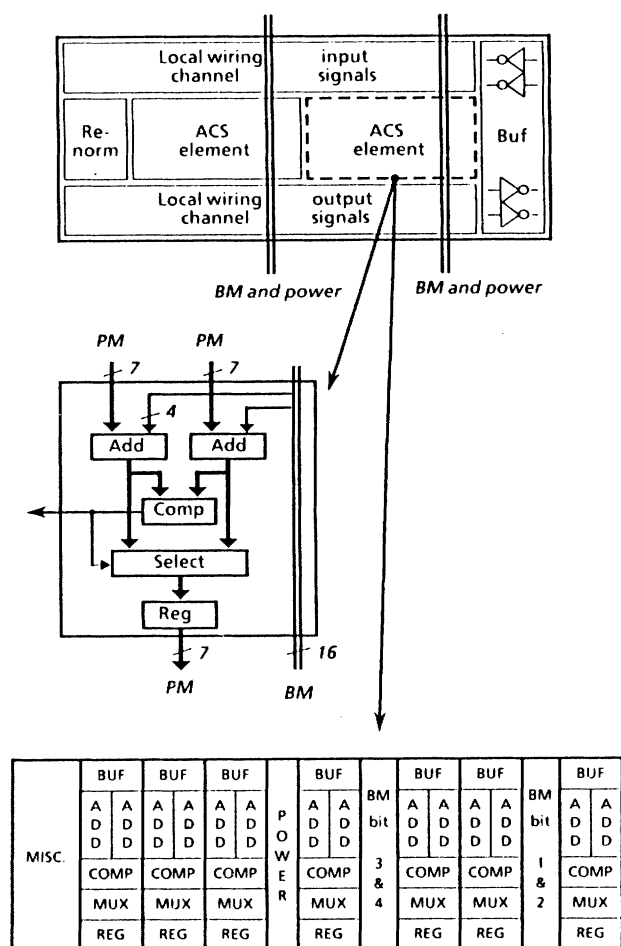 Local wiring channel
input signals
Re-norm
ACS element
ACS element
Buf
Local wiring channel
output signals
BM and power
BM and power
PM
PM
7
7
4
Add
Add
Comp
Select
Reg
7
16
PM
BM
MISC.
BUF
BUF
BUF
POWER
BUF
BM bit 3 & 4
BUF
BUF
BM bit 1 & 2
BUF
ADD ADD
ADD ADD
ADD ADD
ADD ADD
ADD ADD
ADD ADD
ADD ADD
COMP
COMP
COMP
COMP
COMP
COMP
COMP
MUX
MUX
MUX
MUX
MUX
MUX
MUX
REG
REG
REG
REG
REG
REG
REG